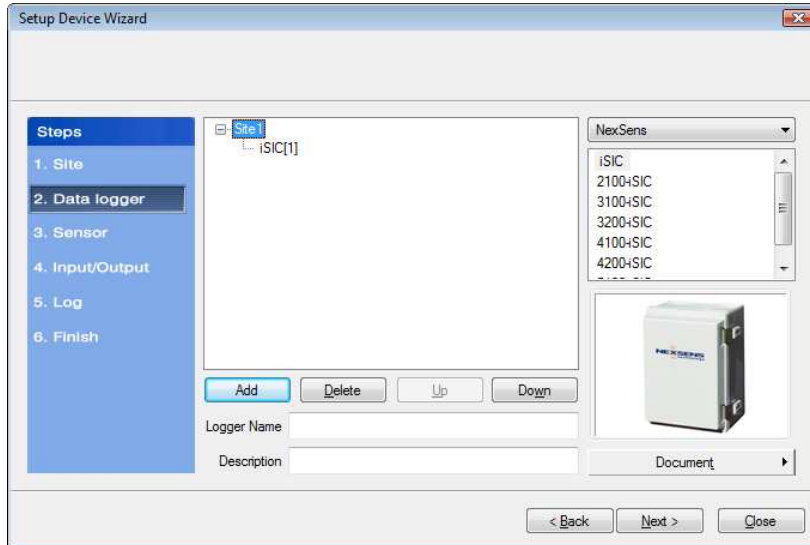 Setup Device Wizard
Steps
1. Site
2. Data logger
3. Sensor
4. Input/Output
5. Log
6. Finish
Site1
iSIC[1]
Add
Delete
Up
Down
Logger Name
Description
NexSens
iSIC
2100-iSIC
3100-iSIC
3200-iSIC
4100-iSIC
4200-iSIC
NEXSENS
Document
< Back
Next >
Close